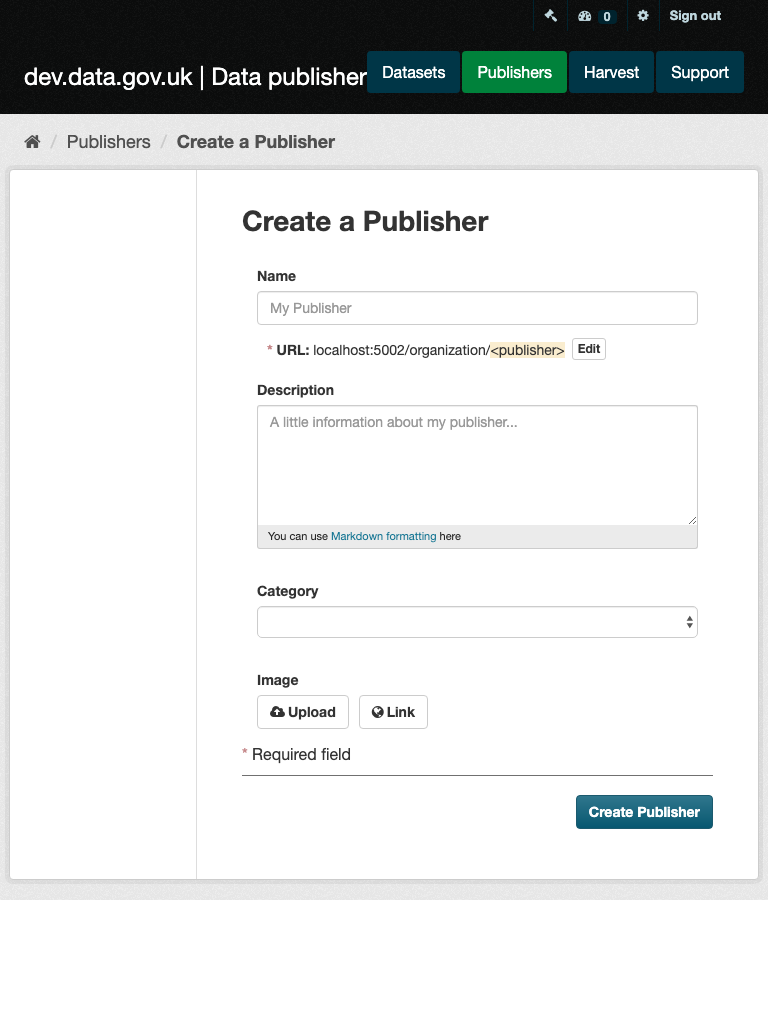 0 Sign out
dev.data.gov.uk | Data publisher
Datasets Publishers Harvest Support
/ Publishers / Create a Publisher
Create a Publisher
Name
My Publisher
* URL: localhost:5002/organization/<publisher> Edit
Description
A little information about my publisher...
You can use Markdown formatting here
Category
Image
Upload Link
* Required field
Create Publisher